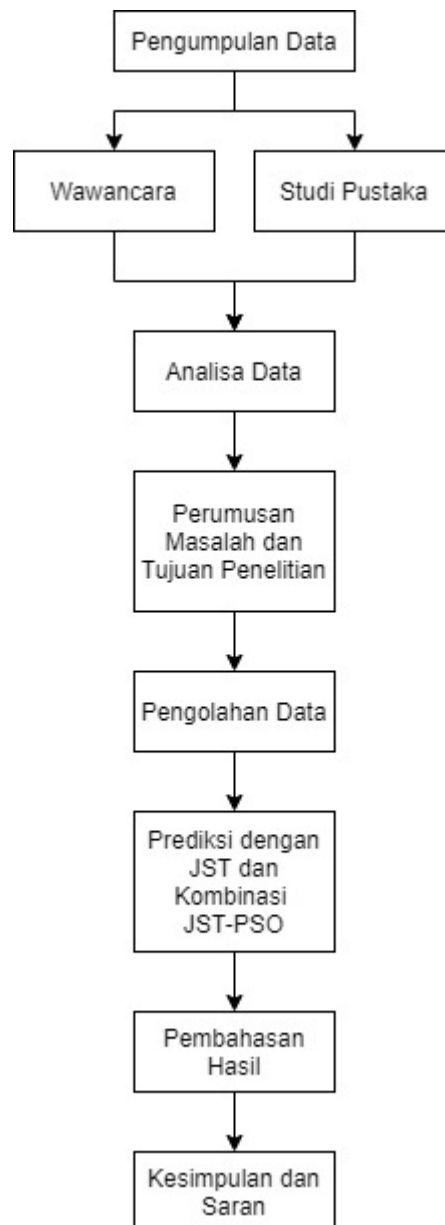 Pengumpulan Data
Wawancara
Studi Pustaka
Analisa Data
Perumusan
Masalah dan
Tujuan Penelitian
Pengolahan Data
Prediksi dengan
JST dan
Kombinasi
JST-PSO
Pembahasan
Hasil
Kesimpulan dan
Saran